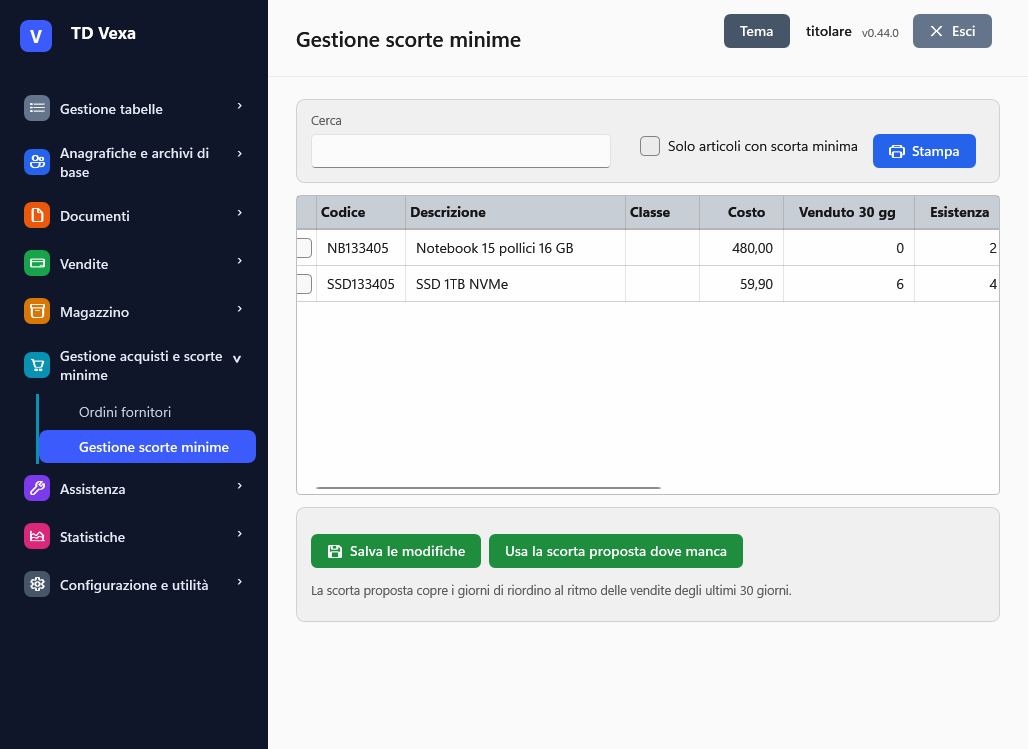 V
TD Vexa
Gestione tabelle
Anagrafiche e archivi di
base
Documenti
Vendite
Magazzino
Gestione acquisti e scorte
minime
Ordini fornitori
Gestione scorte minime
Assistenza
Statistiche
Configurazione e utilità
Gestione scorte minime
Tema
titolare v0.44.0
Esci
Cerca
Solo articoli con scorta minima
Stampa
Codice Descrizione Classe Costo Venduto 30 gg Esistenza
NB133405 Notebook 15 pollici 16 GB 480,00 0 2
SSD133405 SSD 1TB NVMe 59,90 6 4
Salva le modifiche
Usa la scorta proposta dove manca
La scorta proposta copre i giorni di riordino al ritmo delle vendite degli ultimi 30 giorni.